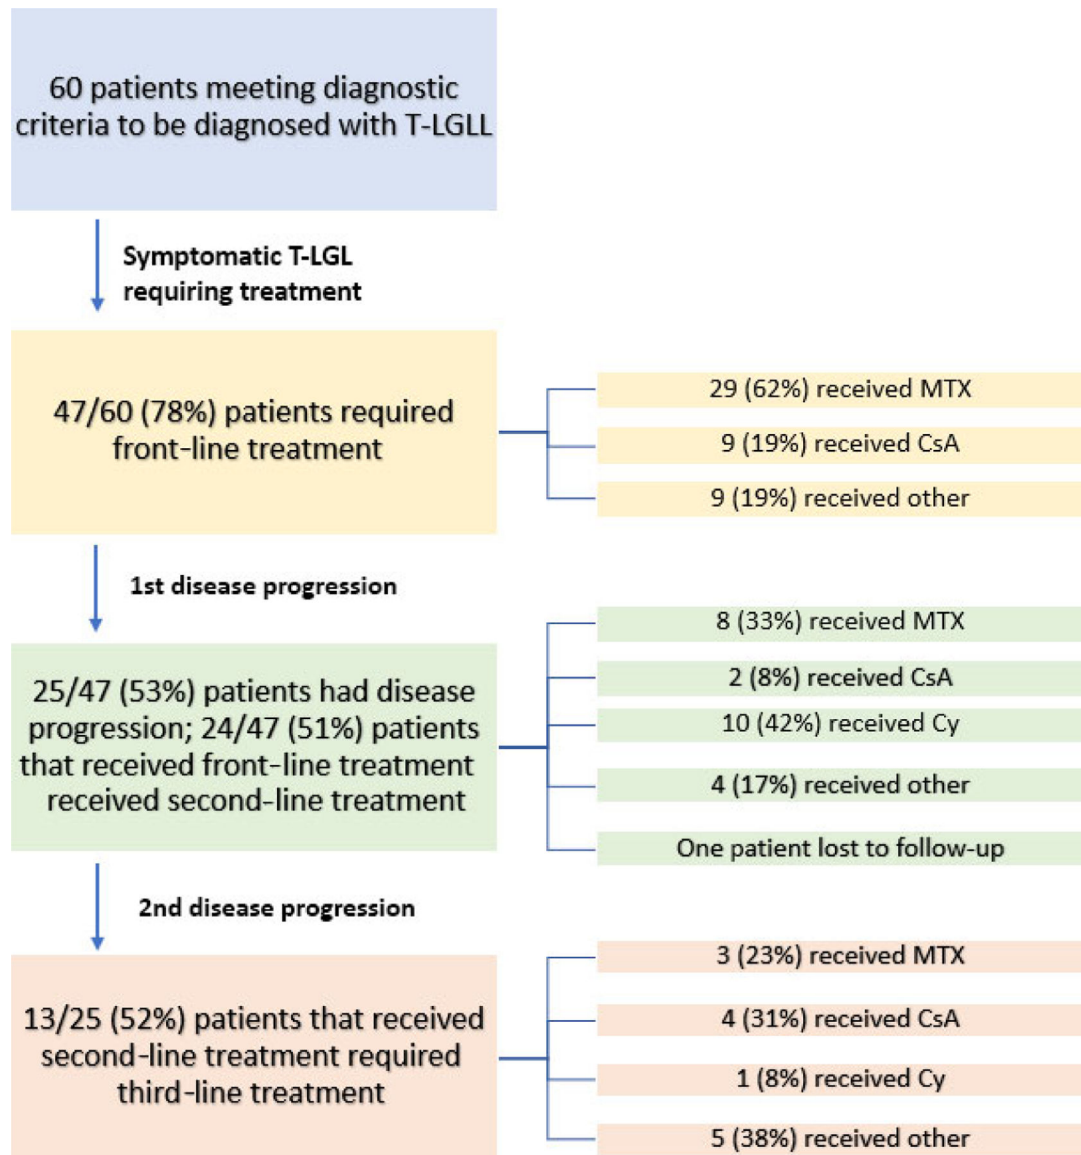 60 patients meeting diagnostic
criteria to be diagnosed with T-LGLL
Symptomatic T-LGL
requiring treatment
47/60 (78%) patients required
front-line treatment
29 (62%) received MTX
9 (19%) received CsA
9 (19%) received other
1st disease progression
25/47 (53%) patients had disease
progression; 24/47 (51%) patients
that received front-line treatment
received second-line treatment
8 (33%) received MTX
2 (8%) received CsA
10 (42%) received Cy
4 (17%) received other
One patient lost to follow-up
2nd disease progression
13/25 (52%) patients that received
second-line treatment required
third-line treatment
3 (23%) received MTX
4 (31%) received CsA
1 (8%) received Cy
5 (38%) received other